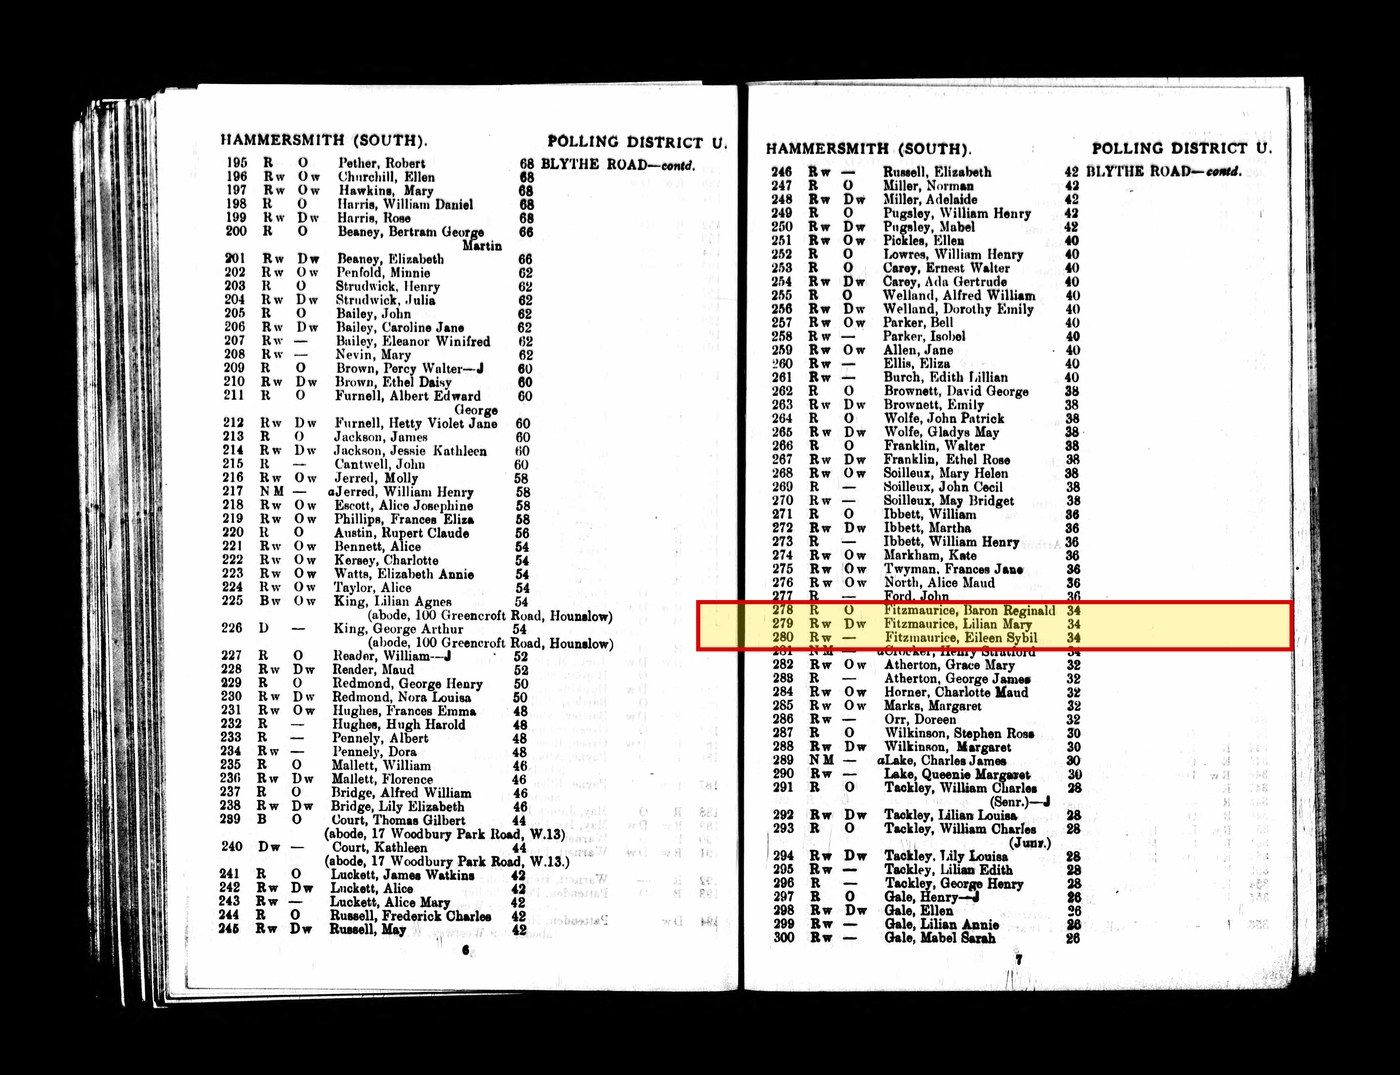 HAMMERSMITH (SOUTH). POLLING DISTRICT U.
195 R O Pether, Robert 68 BLYTHE ROAD—contd.
196 Rw Ow Churchill, Ellen 68
197 Rw Ow Hawkins, Mary 68
198 R O Harris, William Daniel 68
199 Rw Dw Harris, Rose 68
200 R O Beaney, Bertram George 66
Martin
201 Rw Dw Beaney, Elizabeth 66
202 Rw Ow Penfold, Minnie 62
203 R O Strudwick, Henry 62
204 Rw Dw Strudwick, Julia 62
205 R O Bailey, John 62
206 Rw Dw Bailey, Caroline Jane 62
207 Rw — Bailey, Eleanor Winifred 62
208 Rw — Nevin, Mary 62
209 R O Brown, Percy Walter—J 60
210 Rw Dw Brown, Ethel Daisy 60
211 R O Furnell, Albert Edward 60
George
212 Rw Dw Furnell, Hetty Violet Jane 60
213 R O Jackson, James 60
214 Rw Dw Jackson, Jessie Kathleen 60
215 R — Cantwell, John 60
216 Rw Ow Jerred, Molly 58
217 NM — aJerred, William Henry 58
218 Rw Ow Escott, Alice Josephine 58
219 Rw Ow Phillips, Frances Eliza 58
220 R O Austin, Rupert Claude 56
221 Rw Ow Bennett, Alice 54
222 Rw Ow Kersey, Charlotte 54
223 Rw Ow Watts, Elizabeth Annie 54
224 Rw Ow Taylor, Alice 54
225 Bw Ow King, Lilian Agnes 54
(abode, 100 Greencroft Road, Hounslow)
226 D — King, George Arthur 54
(abode, 100 Greencroft Road, Hounslow)
227 R O Reader, William—J 52
228 Rw Dw Reader, Maud 52
229 R O Redmond, George Henry 50
230 Rw Dw Redmond, Nora Louisa 50
231 Rw Ow Hughes, Frances Emma 48
232 R — Hughes, Hugh Harold 48
233 R — Pennely, Albert 48
234 Rw — Pennely, Dora 48
235 R O Mallett, William 46
236 Rw Dw Mallett, Florence 46
237 R O Bridge, Alfred William 46
238 Rw Dw Bridge, Lily Elizabeth 46
239 B O Court, Thomas Gilbert 44
(abode, 17 Woodbury Park Road, W.13)
240 Dw — Court, Kathleen 44
(abode, 17 Woodbury Park Road, W.13.)
241 R O Luckett, James Watkins 42
242 Rw Dw Luckett, Alice 42
243 Rw — Luckett, Alice Mary 42
244 R O Russell, Frederick Charles 42
245 Rw Dw Russell, May 42
6
HAMMERSMITH (SOUTH). POLLING DISTRICT U.
246 Rw — Russell, Elizabeth 42 BLYTHE ROAD—contd.
247 R O Miller, Norman 42
248 Rw Dw Miller, Adelaide 42
249 R O Pugsley, William Henry 42
250 Rw Dw Pugsley, Mabel 42
251 Rw Ow Pickles, Ellen 40
252 R O Lowres, William Henry 40
253 R O Carey, Ernest Walter 40
254 Rw Dw Carey, Ada Gertrude 40
255 R O Welland, Alfred William 40
256 Rw Dw Welland, Dorothy Emily 40
257 Rw Ow Parker, Bell 40
258 Rw — Parker, Isobel 40
259 Rw Ow Allen, Jane 40
260 Rw — Ellis, Eliza 40
261 Rw — Burch, Edith Lillian 40
262 R O Brownett, David George 38
263 Rw Dw Brownett, Emily 38
264 R O Wolfe, John Patrick 38
265 Rw Dw Wolfe, Gladys May 38
266 R O Franklin, Walter 38
267 Rw Dw Franklin, Ethel Rose 38
268 Rw Ow Soilleux, Mary Helen 38
269 R — Soilleux, John Cecil 38
270 Rw — Soilleux, May Bridget 38
271 R O Ibbett, William 36
272 Rw Dw Ibbett, Martha 36
273 R — Ibbett, William Henry 36
274 Rw Ow Markham, Kate 36
275 Rw Ow Twyman, Frances Jane 36
276 Rw Ow North, Alice Maud 36
277 R — Ford, John 36
278 R O Fitzmaurice, Baron Reginald 34
279 Rw Dw Fitzmaurice, Lilian Mary 34
280 Rw — Fitzmaurice, Eileen Sybil 34
281 NM — aCrocker, Henry Stratford 34
282 Rw Ow Atherton, Grace Mary 32
283 R — Atherton, George James 32
284 Rw Ow Horner, Charlotte Maud 32
285 Rw Ow Marks, Margaret 32
286 Rw — Orr, Doreen 32
287 R O Wilkinson, Stephen Ross 30
288 Rw Dw Wilkinson, Margaret 30
289 NM — aLake, Charles James 30
290 Rw — Lake, Queenie Margaret 30
291 R O Tackley, William Charles 28
(Senr.)—J
292 Rw Dw Tackley, Lilian Louisa 28
293 R O Tackley, William Charles 28
(Junr.)
294 Rw Dw Tackley, Lily Louisa 28
295 Rw — Tackley, Lilian Edith 28
296 R — Tackley, George Henry 28
297 R O Gale, Henry—J 26
298 Rw Dw Gale, Ellen 26
299 Rw — Gale, Lilian Annie 26
300 Rw — Gale, Mabel Sarah 26
7